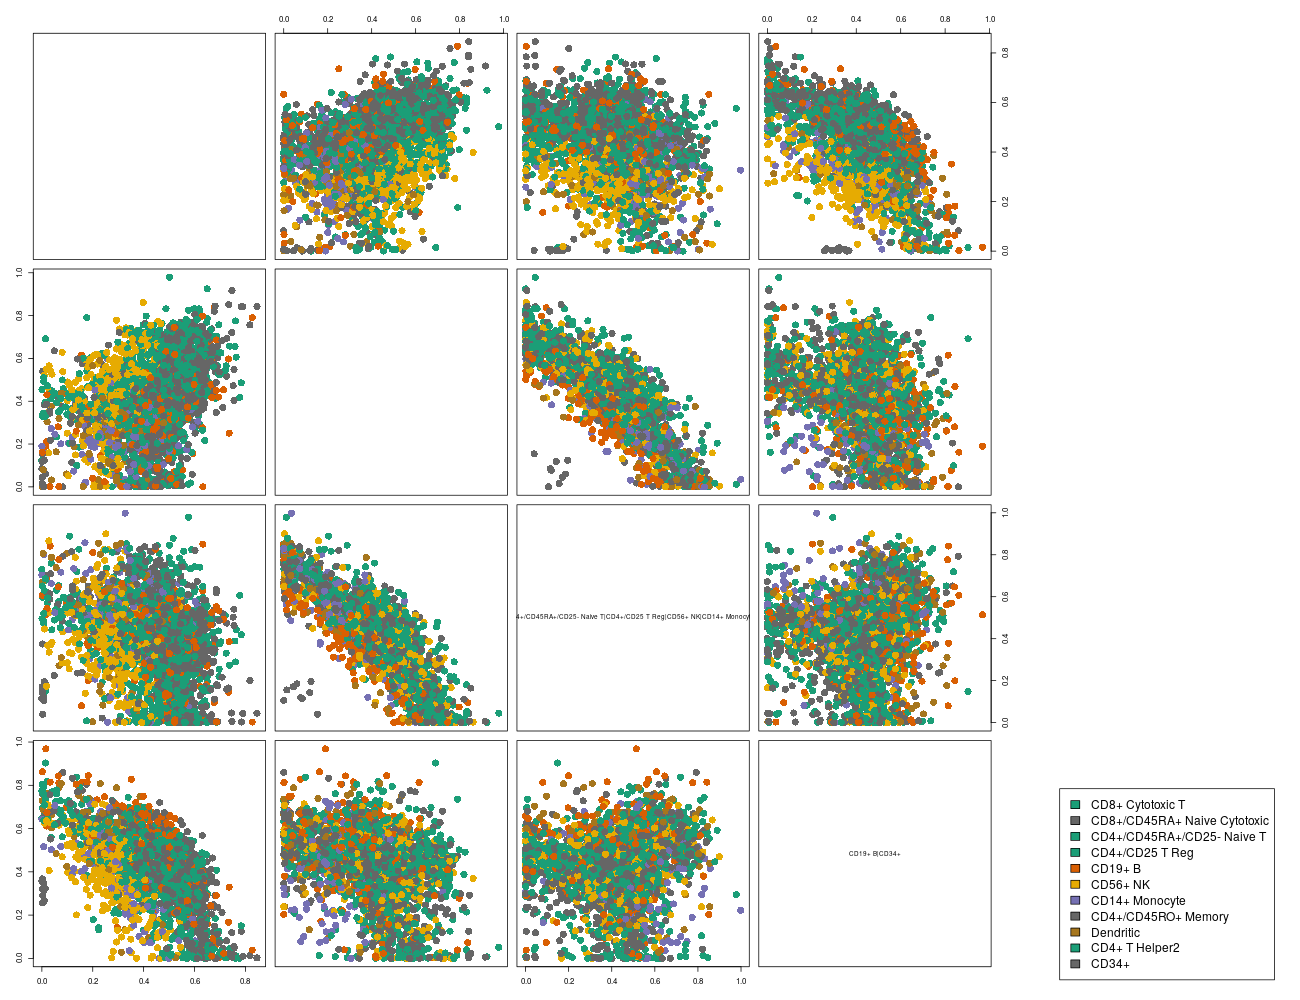 0.0 0.2 0.4 0.6 0.8 1.0
0.0 0.2 0.4 0.6 0.8 1.0
0.0 0.2 0.4 0.6 0.8
0.0 0.2 0.4 0.6 0.8 1.0
4+/CD45RA+/CD25- Naive T|CD4+/CD25 T Reg|CD56+ NK|CD14+ Monocy
0.0 0.2 0.4 0.6 0.8 1.0
0.0 0.2 0.4 0.6 0.8 1.0
CD19+ B|CD34+
0.0 0.2 0.4 0.6 0.8
0.0 0.2 0.4 0.6 0.8 1.0
CD8+ Cytotoxic T
CD8+/CD45RA+ Naive Cytotoxic
CD4+/CD45RA+/CD25- Naive T
CD4+/CD25 T Reg
CD19+ B
CD56+ NK
CD14+ Monocyte
CD4+/CD45RO+ Memory
Dendritic
CD4+ T Helper2
CD34+